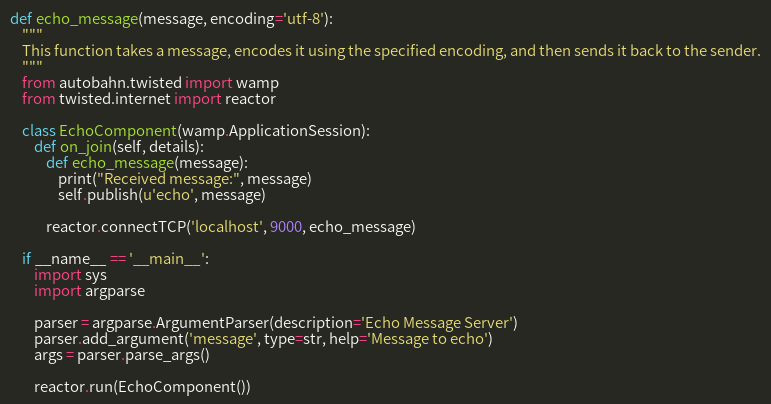 def echo_message(message, encoding='utf-8'):
"""
This function takes a message, encodes it using the specified encoding, and then sends it back to the sender.
"""
from autobahn.twisted import wamp
from twisted.internet import reactor
class EchoComponent(wamp.ApplicationSession):
def on_join(self, details):
def echo_message(message):
print("Received message:", message)
self.publish(u'echo', message)
reactor.connectTCP('localhost', 9000, echo_message)
if __name__ == '__main__':
import sys
import argparse
parser = argparse.ArgumentParser(description='Echo Message Server')
parser.add_argument('message', type=str, help='Message to echo')
args = parser.parse_args()
reactor.run(EchoComponent())